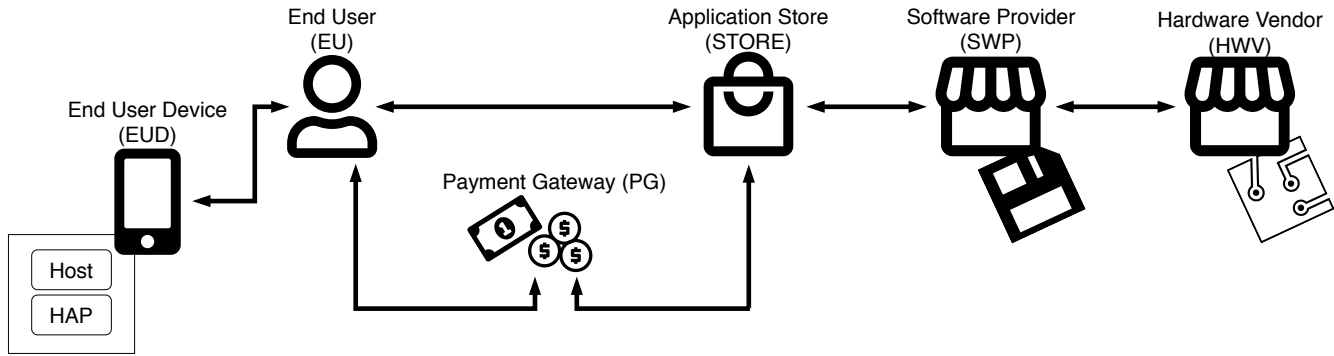 End User
(EU)
Application Store
(STORE)
Software Provider
(SWP)
Hardware Vendor
(HWV)
End User Device
(EUD)
Payment Gateway (PG)
1
$
$
$
Host
HAP